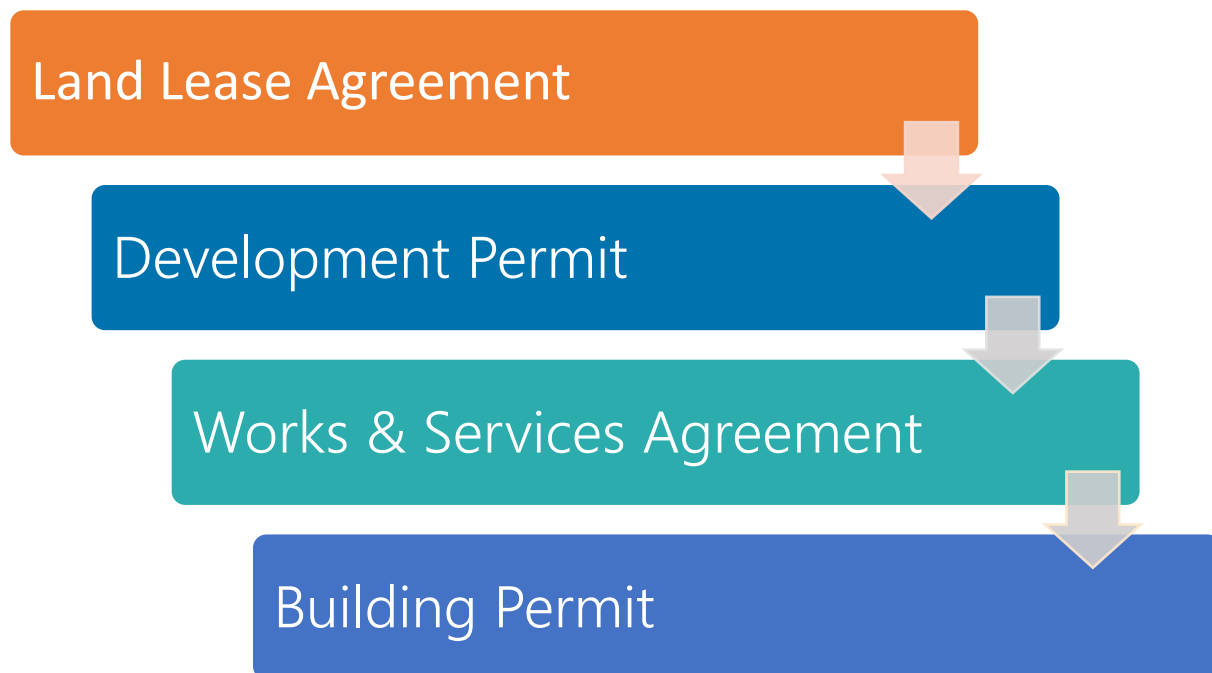 Land Lease Agreement
Development Permit
Works & Services Agreement
Building Permit